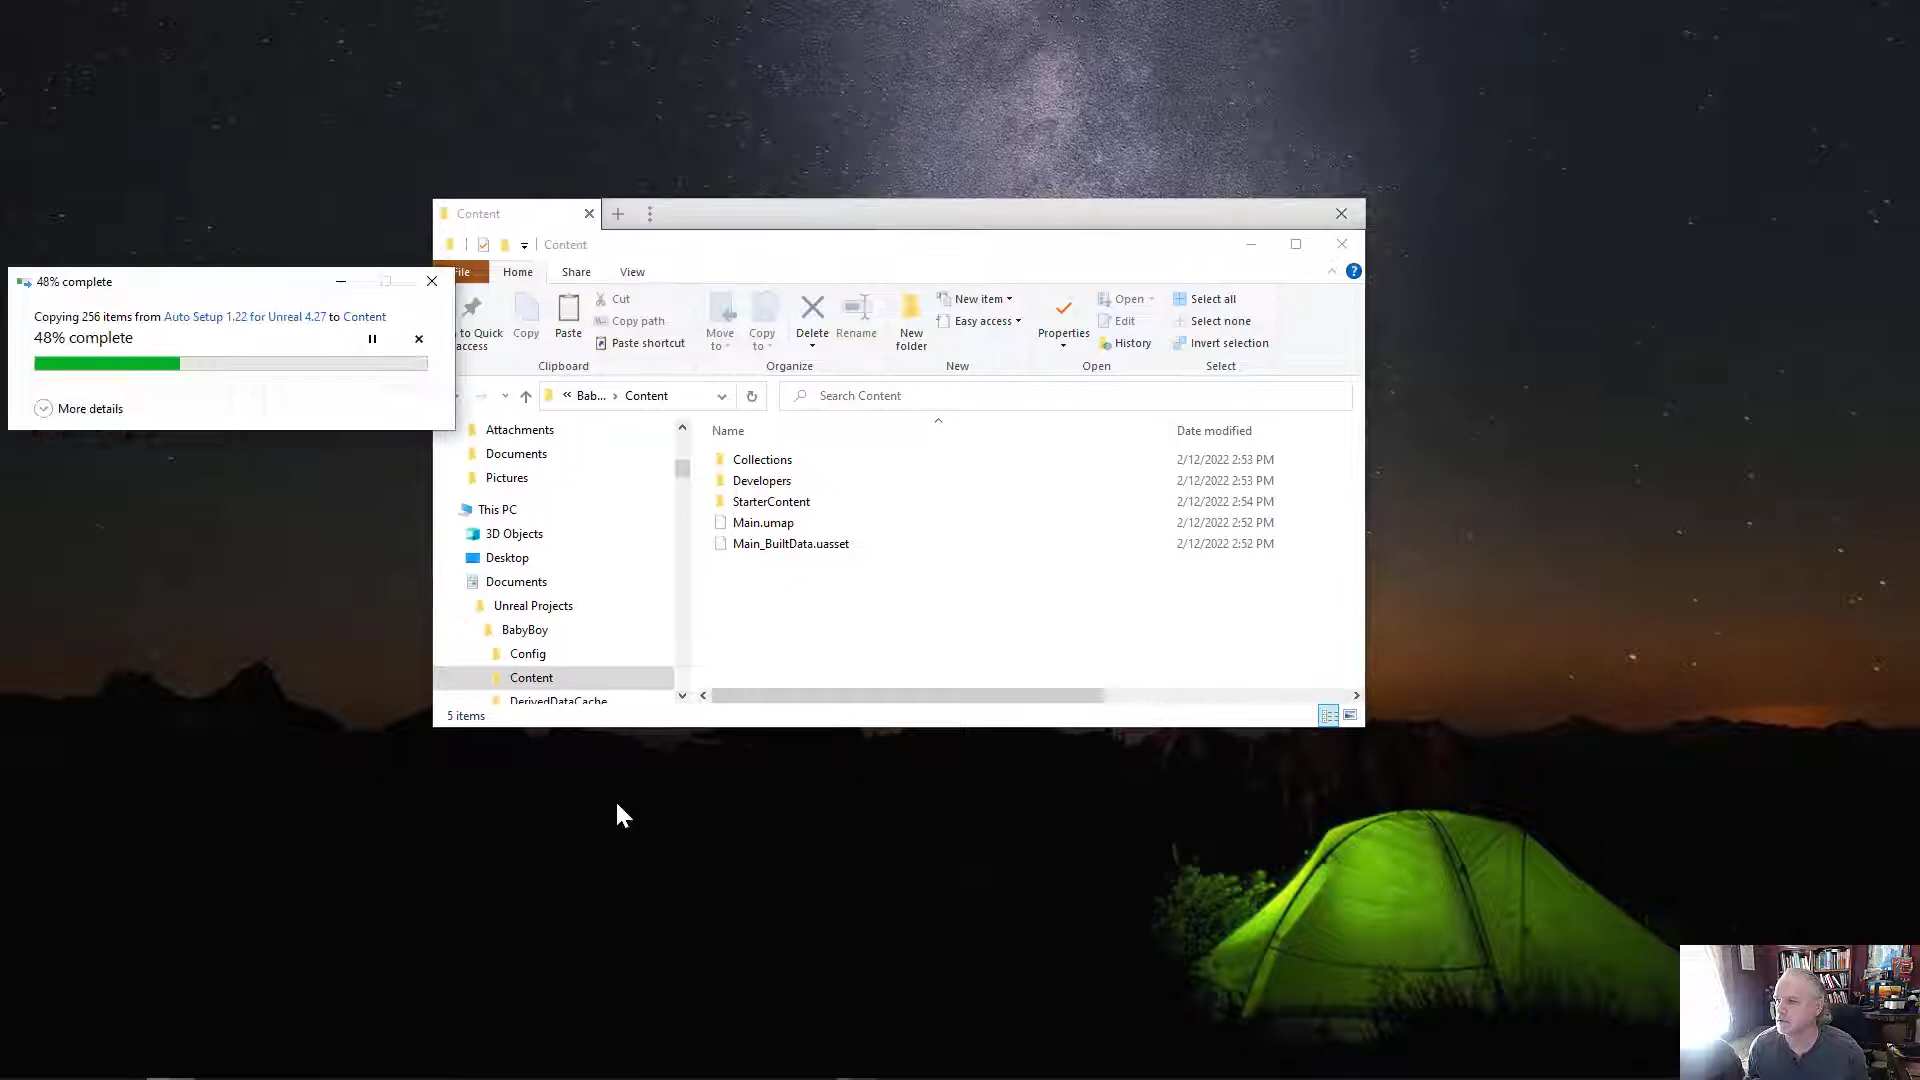 Content
Content
File Home Share View
48% complete
Copying 256 items from Auto Setup 1.22 for Unreal 4.27 to Content
48% complete
More details
to Quick access
Copy
Paste
Cut
Copy path
Paste shortcut
Clipboard
Move to
Copy to
Delete
Rename
Organize
New folder
New item
Easy access
New
Properties
Open
Edit
History
Open
Select all
Select none
Invert selection
Select
« Bab... › Content
Search Content
Attachments
Documents
Pictures
This PC
3D Objects
Desktop
Documents
Unreal Projects
BabyBoy
Config
Content
DerivedDataCache
Name Date modified
Collections 2/12/2022 2:53 PM
Developers 2/12/2022 2:53 PM
StarterContent 2/12/2022 2:54 PM
Main.umap 2/12/2022 2:52 PM
Main_BuiltData.uasset 2/12/2022 2:52 PM
5 items